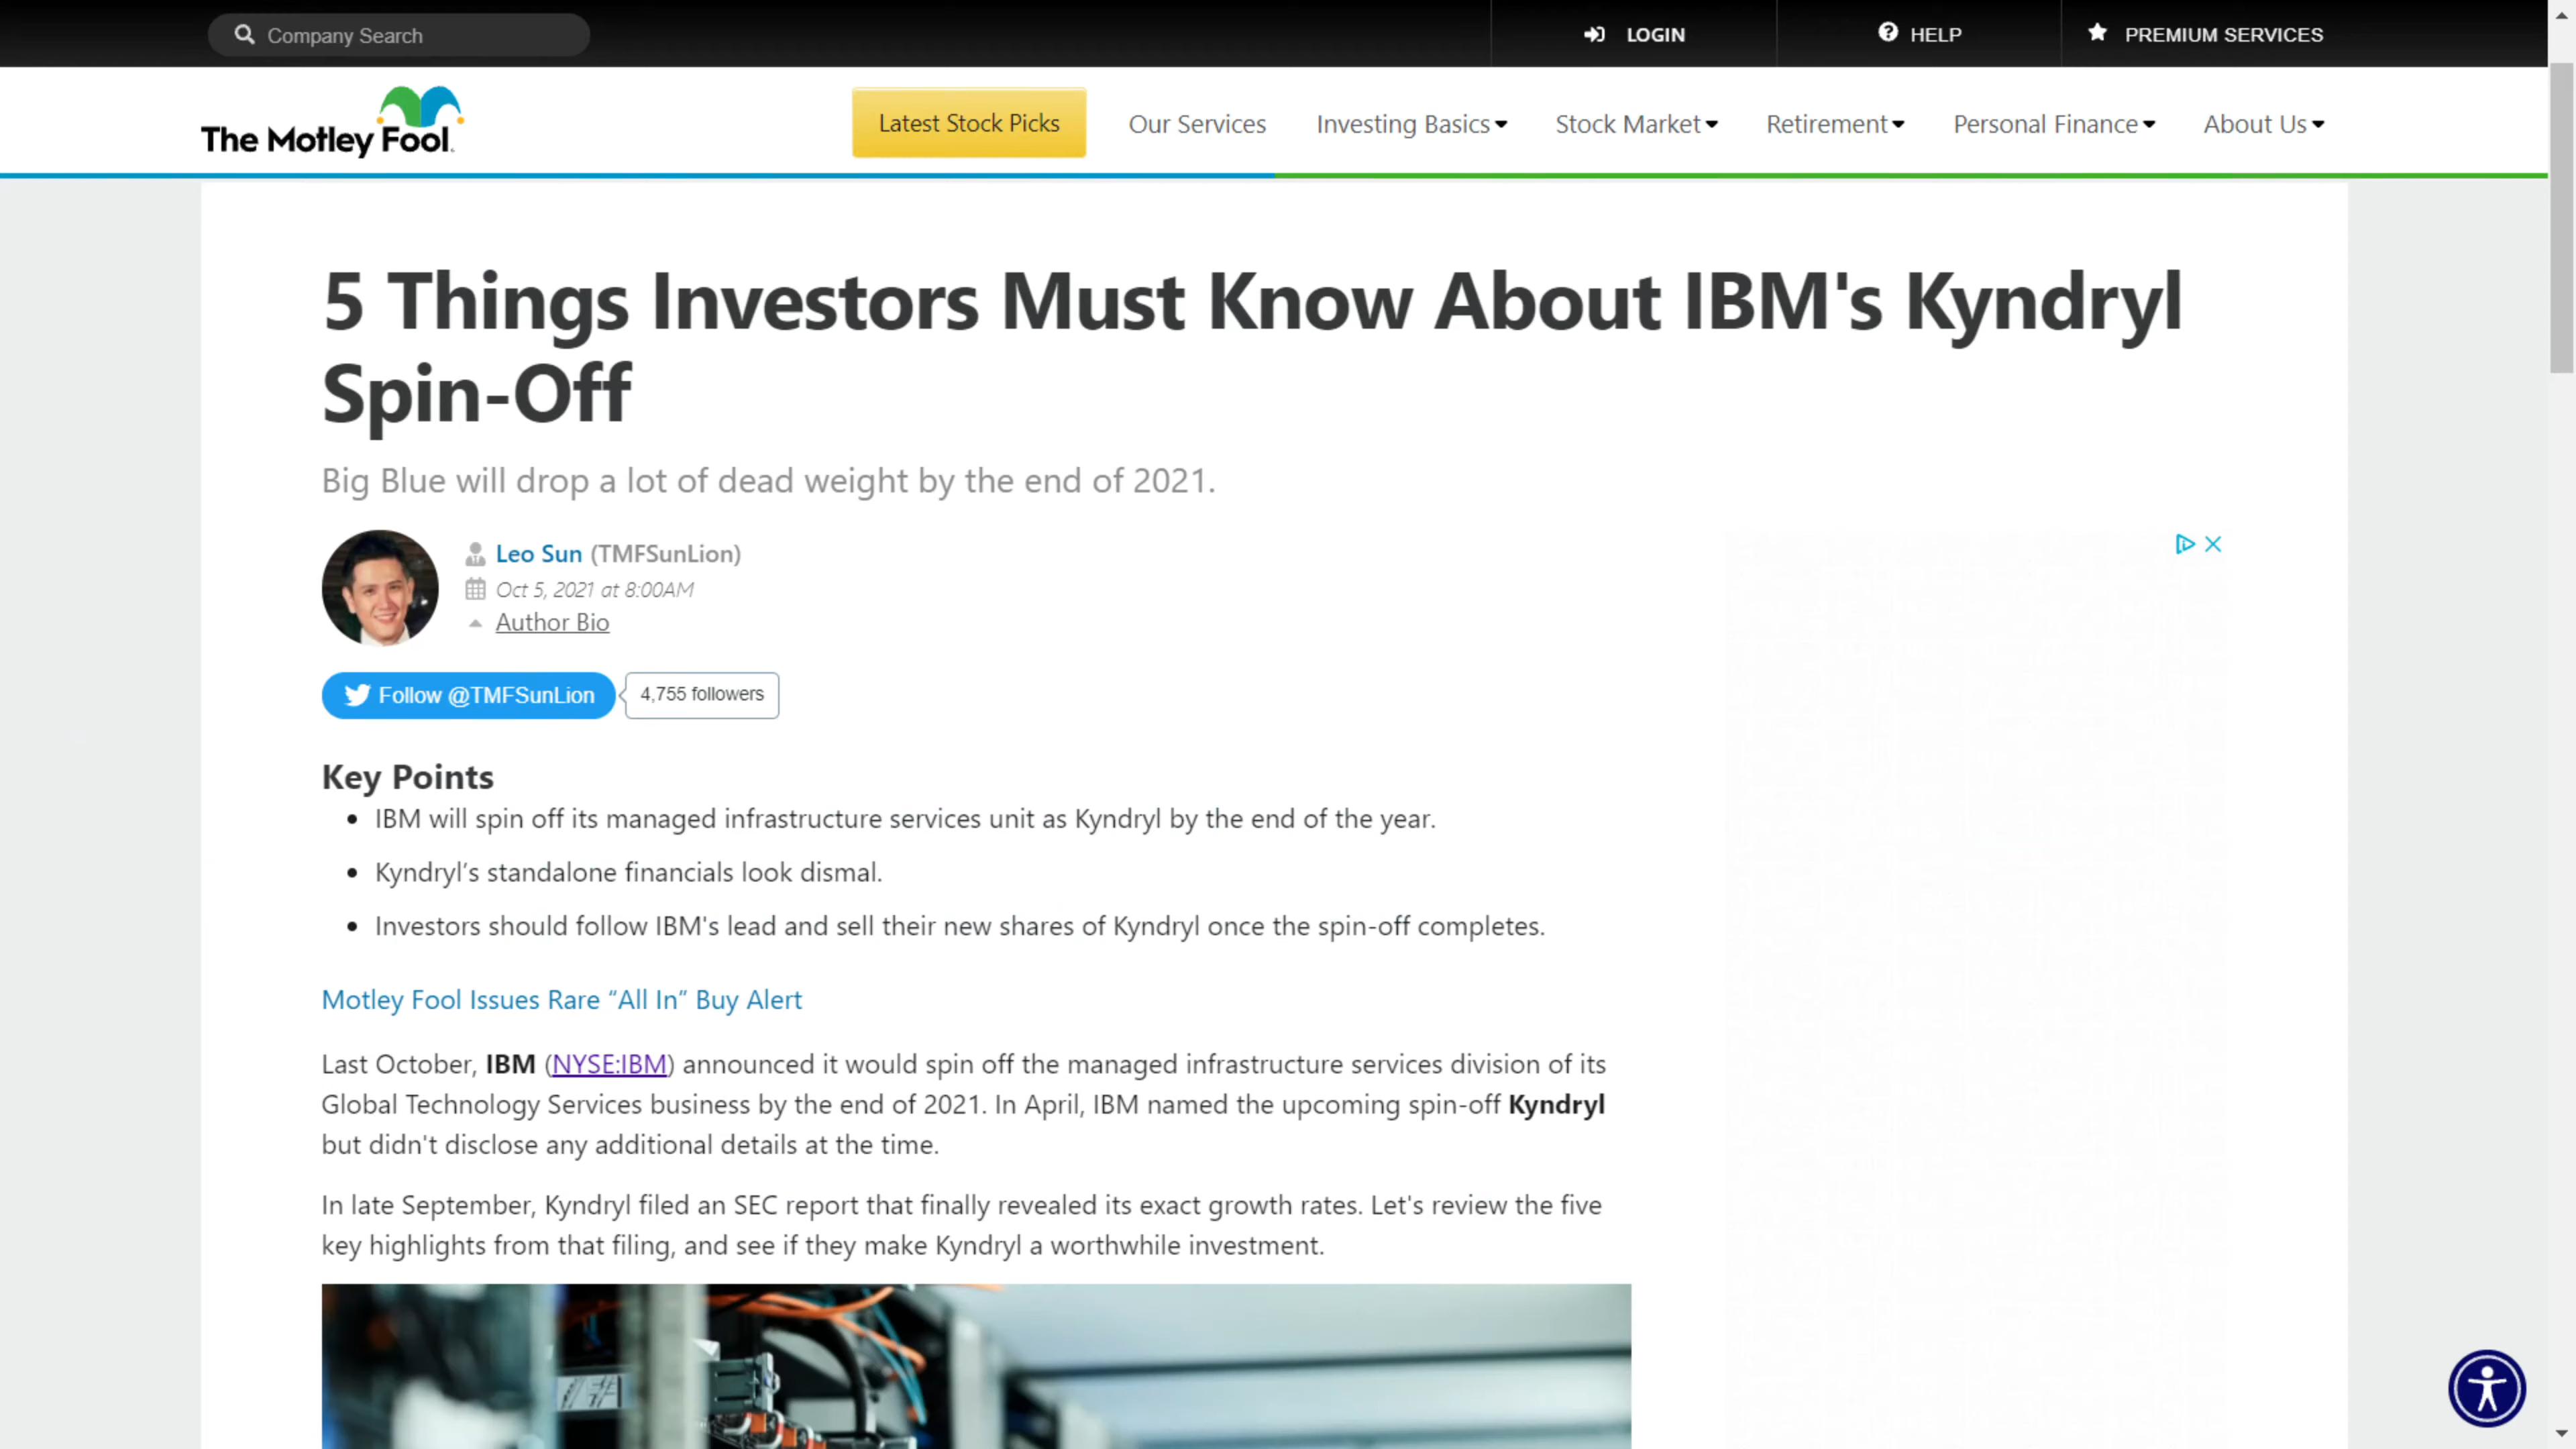 Company Search
LOGIN
HELP
PREMIUM SERVICES
The Motley Fool.
Latest Stock Picks
Our Services
Investing Basics
Stock Market
Retirement
Personal Finance
About Us
5 Things Investors Must Know About IBM's Kyndryl
Spin-Off
Big Blue will drop a lot of dead weight by the end of 2021.
Leo Sun (TMFSunLion)
Oct 5, 2021 at 8:00AM
Author Bio
Follow @TMFSunLion
4,755 followers
Key Points
• IBM will spin off its managed infrastructure services unit as Kyndryl by the end of the year.
• Kyndryl’s standalone financials look dismal.
• Investors should follow IBM's lead and sell their new shares of Kyndryl once the spin-off completes.
Motley Fool Issues Rare “All In” Buy Alert
Last October, IBM (NYSE:IBM) announced it would spin off the managed infrastructure services division of its
Global Technology Services business by the end of 2021. In April, IBM named the upcoming spin-off Kyndryl
but didn't disclose any additional details at the time.
In late September, Kyndryl filed an SEC report that finally revealed its exact growth rates. Let's review the five
key highlights from that filing, and see if they make Kyndryl a worthwhile investment.